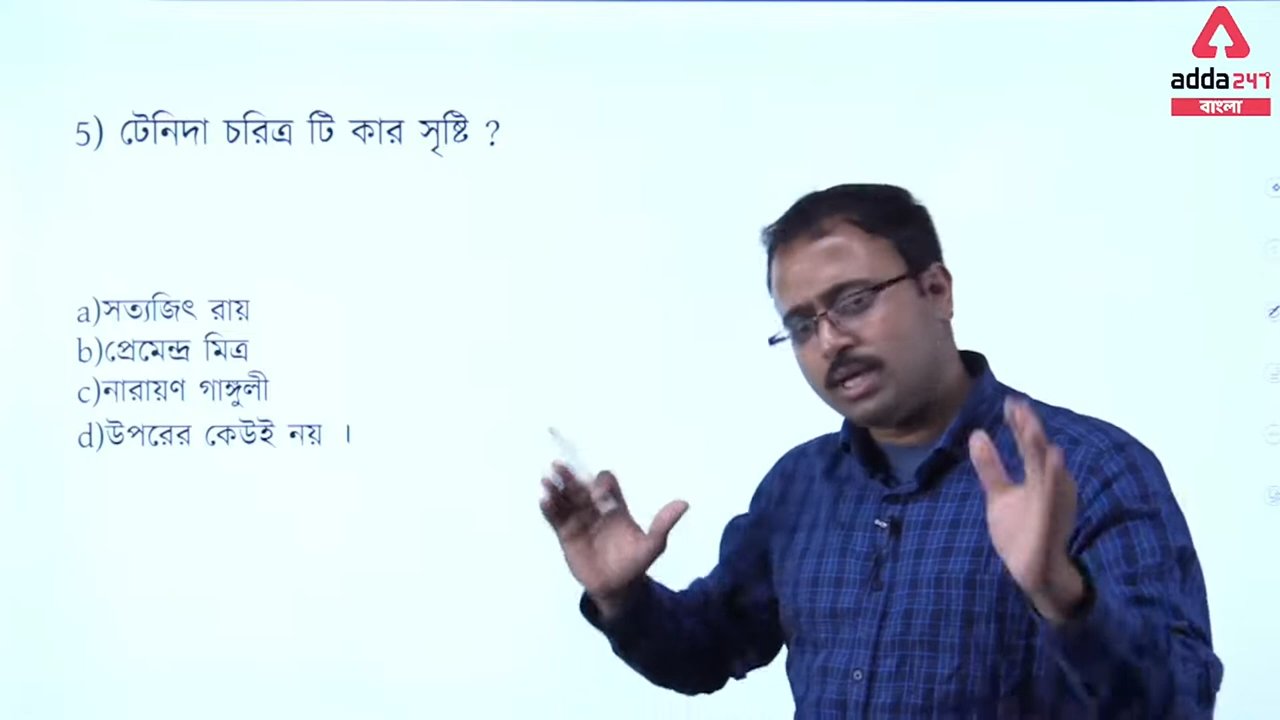 adda247
বাংলা
5) টেনিদা চরিত্র টি কার সৃষ্টি ?
a)সত্যজিৎ রায়
b)প্রেমেন্দ্র মিত্র
c)নারায়ণ গাঙ্গুলী
d)উপরের কেউই নয় ।